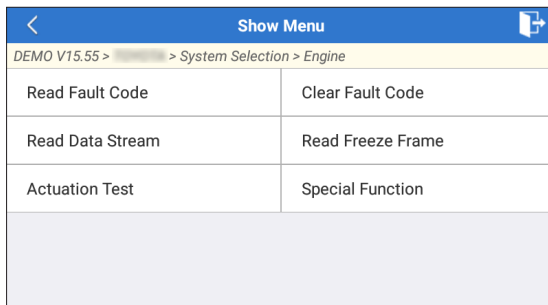 Show Menu
DEMO V15.55 > > System Selection > Engine
Read Fault Code
Clear Fault Code
Read Data Stream
Read Freeze Frame
Actuation Test
Special Function